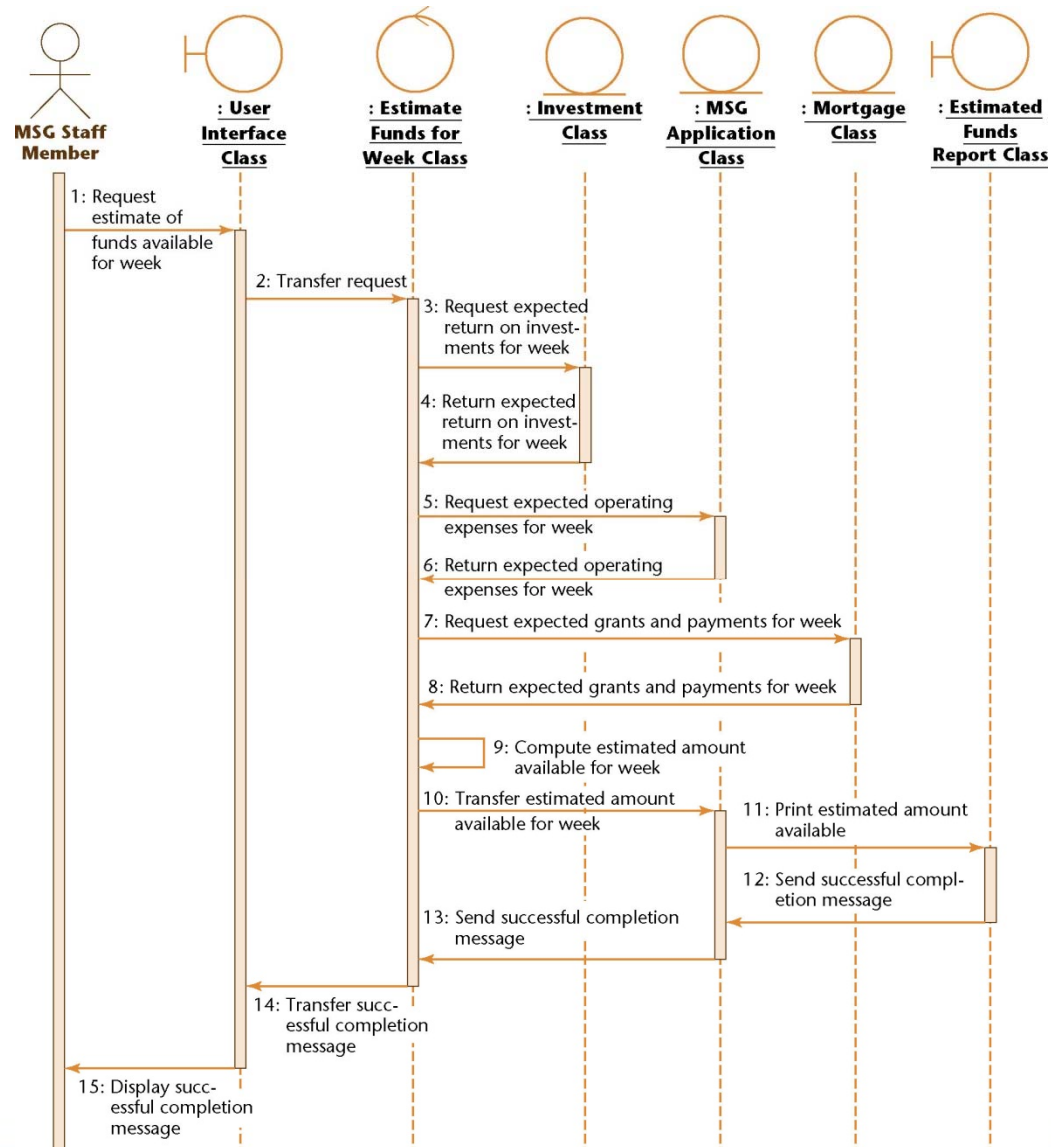 MSG Staff
Member
: User
Interface
Class
: Estimate
Funds for
Week Class
: Investment
Class
: MSG
Application
Class
: Mortgage
Class
: Estimated
Funds
Report Class
1: Request
estimate of
funds available
for week
2: Transfer request
3: Request expected
return on invest-
ments for week
4: Return expected
return on invest-
ments for week
5: Request expected operating
expenses for week
6: Return expected operating
expenses for week
7: Request expected grants and payments for week
8: Return expected grants and payments for week
9: Compute estimated amount
available for week
10: Transfer estimated amount
available for week
11: Print estimated amount
available
12: Send successful compl-
etion message
13: Send successful completion
message
14: Transfer succ-
essful completion
message
15: Display succ-
essful completion
message